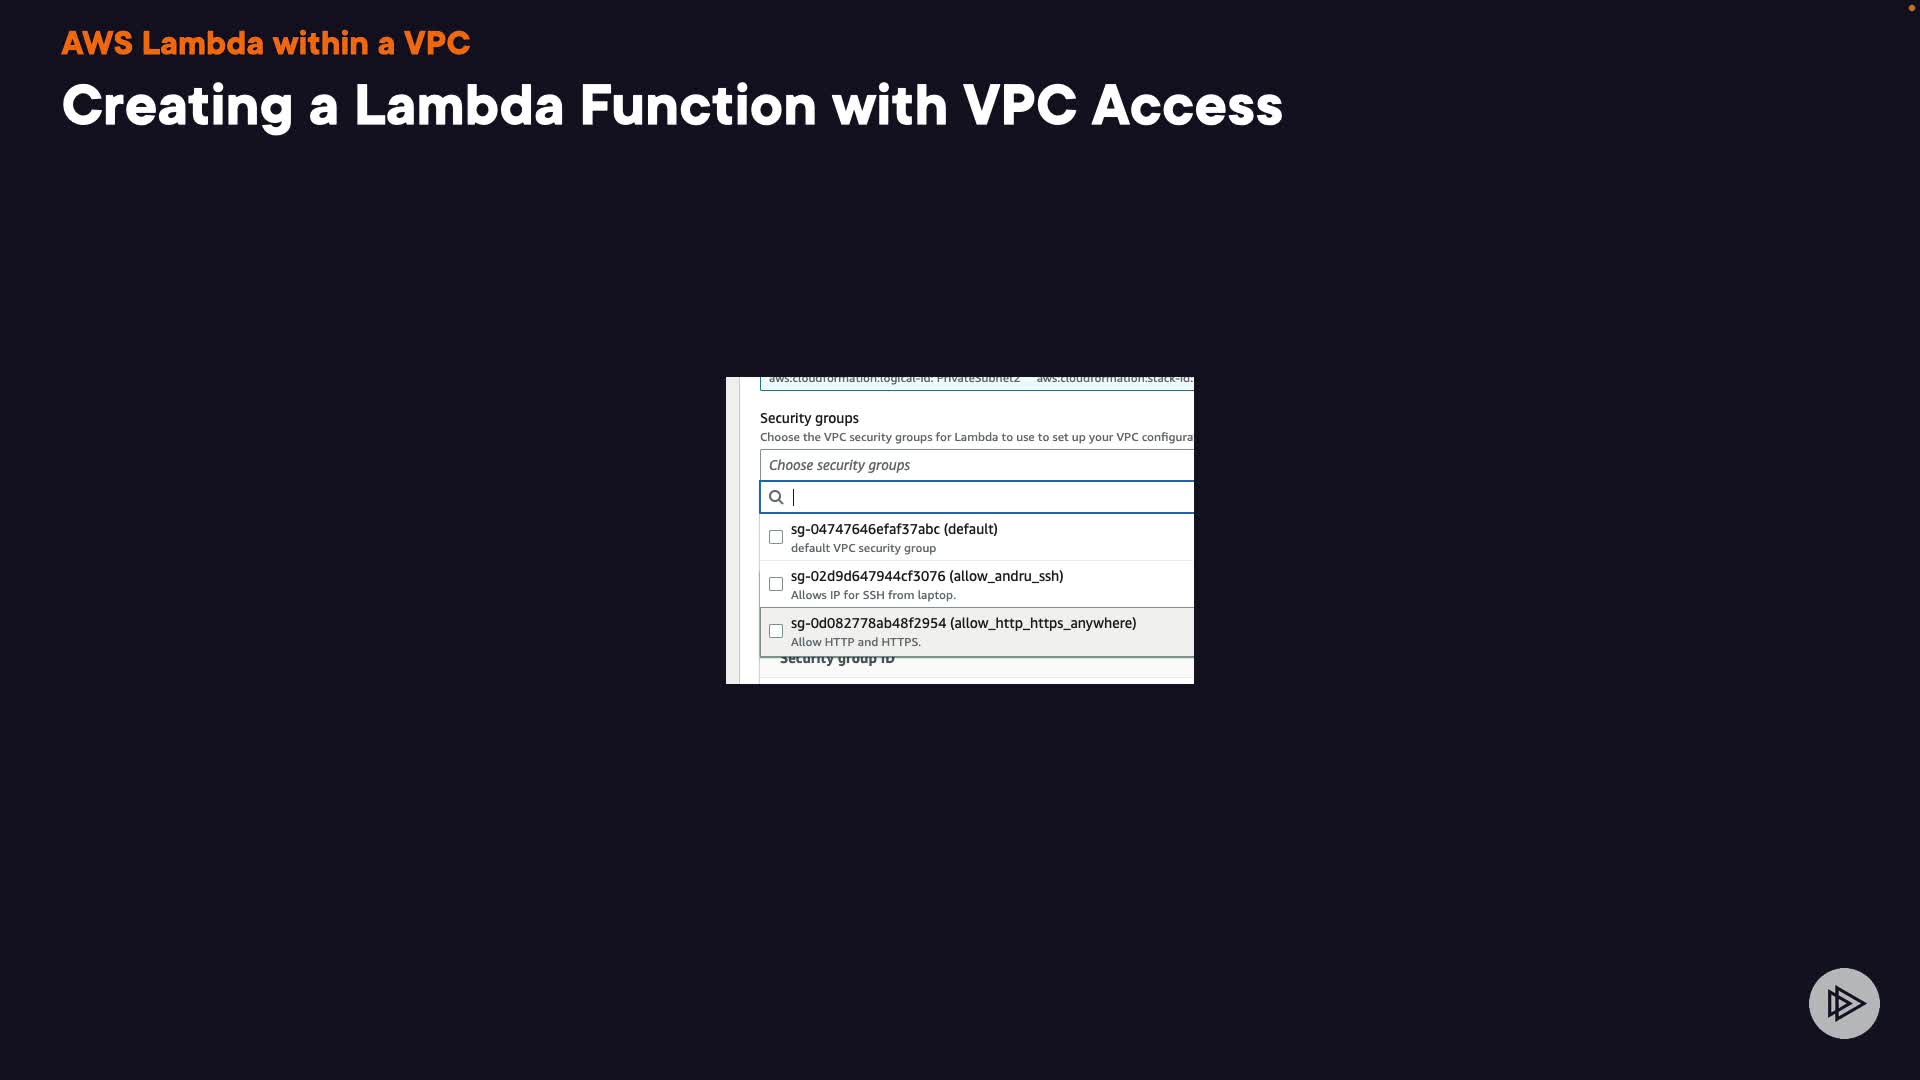 AWS Lambda within a VPC
Creating a Lambda Function with VPC Access
aws:cloudformation:logical-id: PrivateSubnet2 aws:cloudformation:stack-id:
Security groups
Choose the VPC security groups for Lambda to use to set up your VPC configura
Choose security groups
sg-04747646efaf37abc (default)
default VPC security group
sg-02d9d647944cf3076 (allow_andru_ssh)
Allows IP for SSH from laptop.
sg-0d082778ab48f2954 (allow_http_https_anywhere)
Allow HTTP and HTTPS.
Security group ID